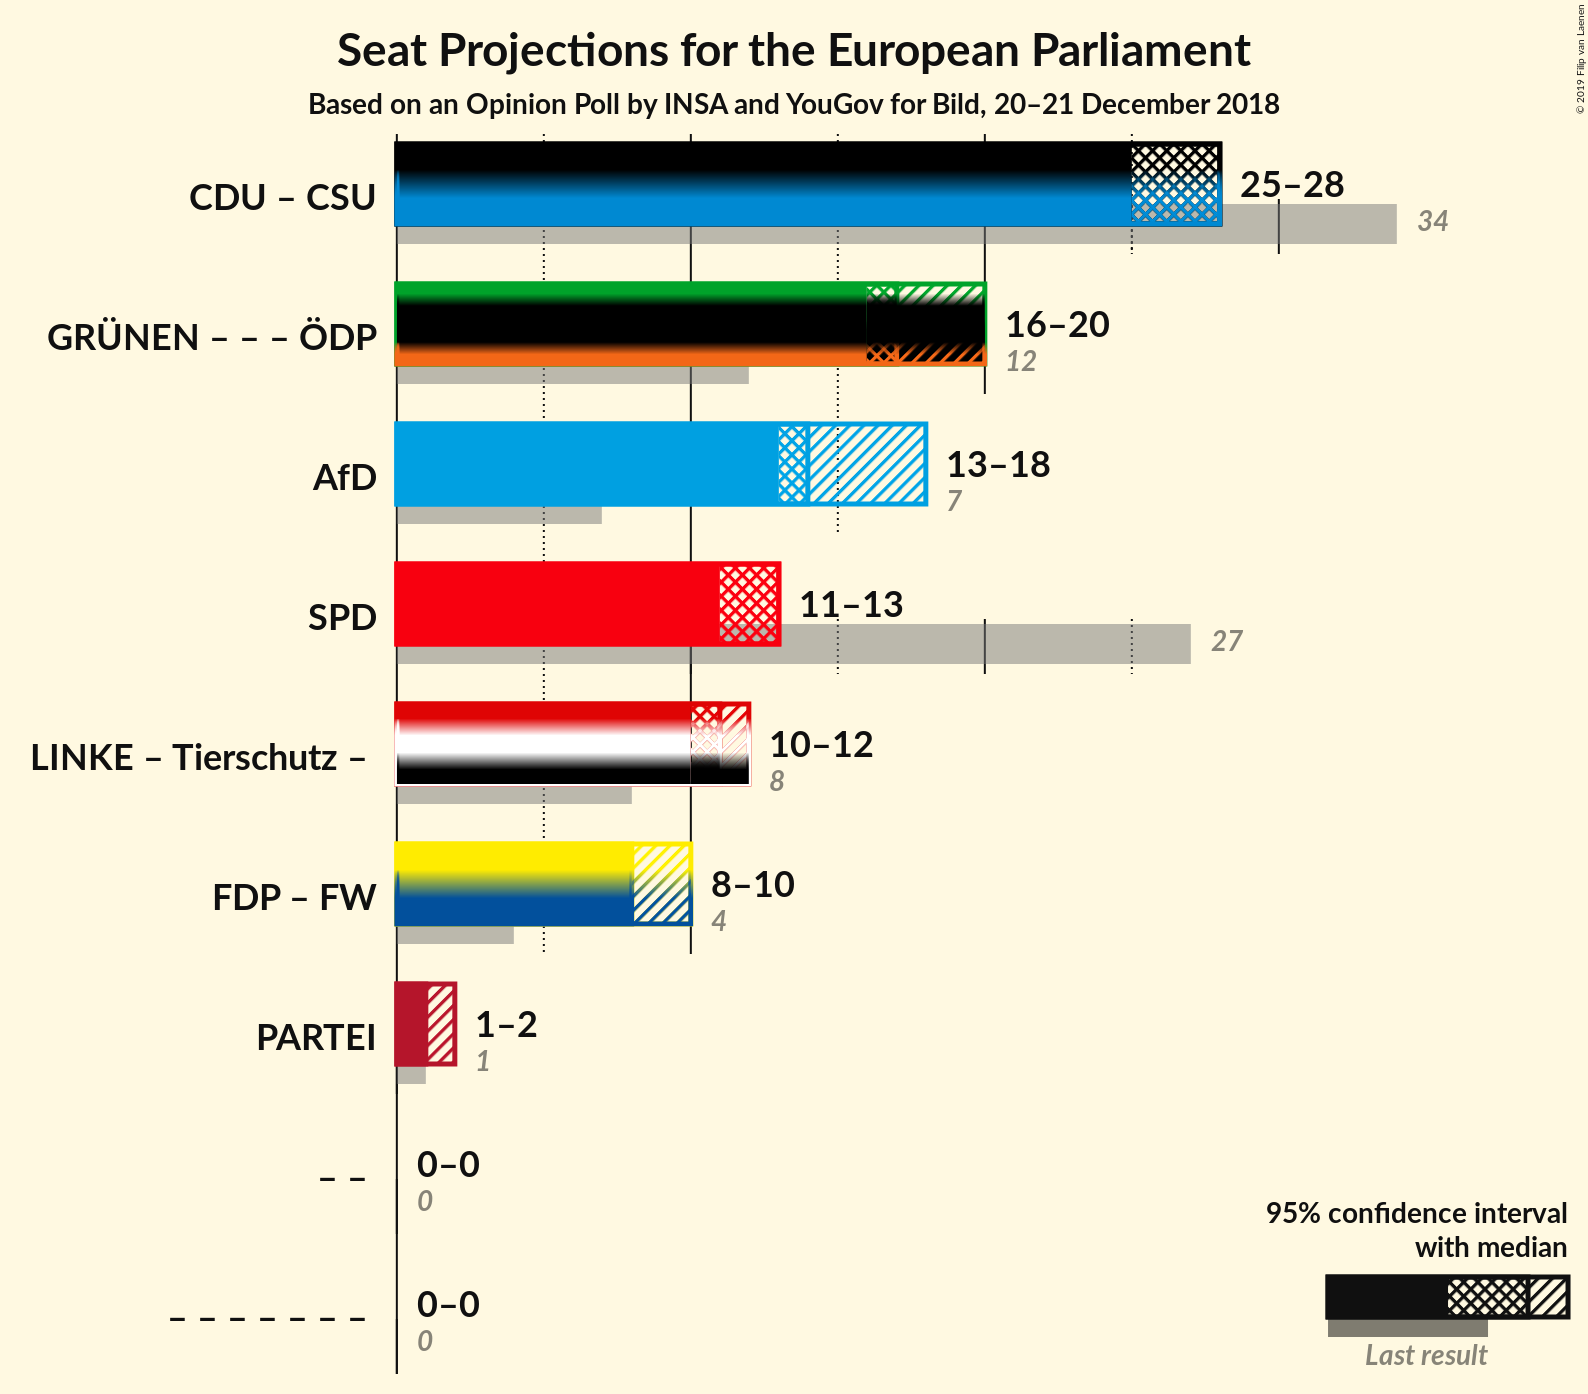 Seat Projections for the European Parliament
Based on an Opinion Poll by INSA and YouGov for Bild, 20–21 December 2018
© 2019 Filip van Laenen
CDU – CSU
25–28
34
GRÜNEN – – – ÖDP
16–20
12
AfD
13–18
7
SPD
11–13
27
LINKE – Tierschutz –
10–12
8
FDP – FW
8–10
4
PARTEI
1–2
1
– –
0–0
0
– – – – – – –
0–0
0
95% confidence interval
with median
Last result